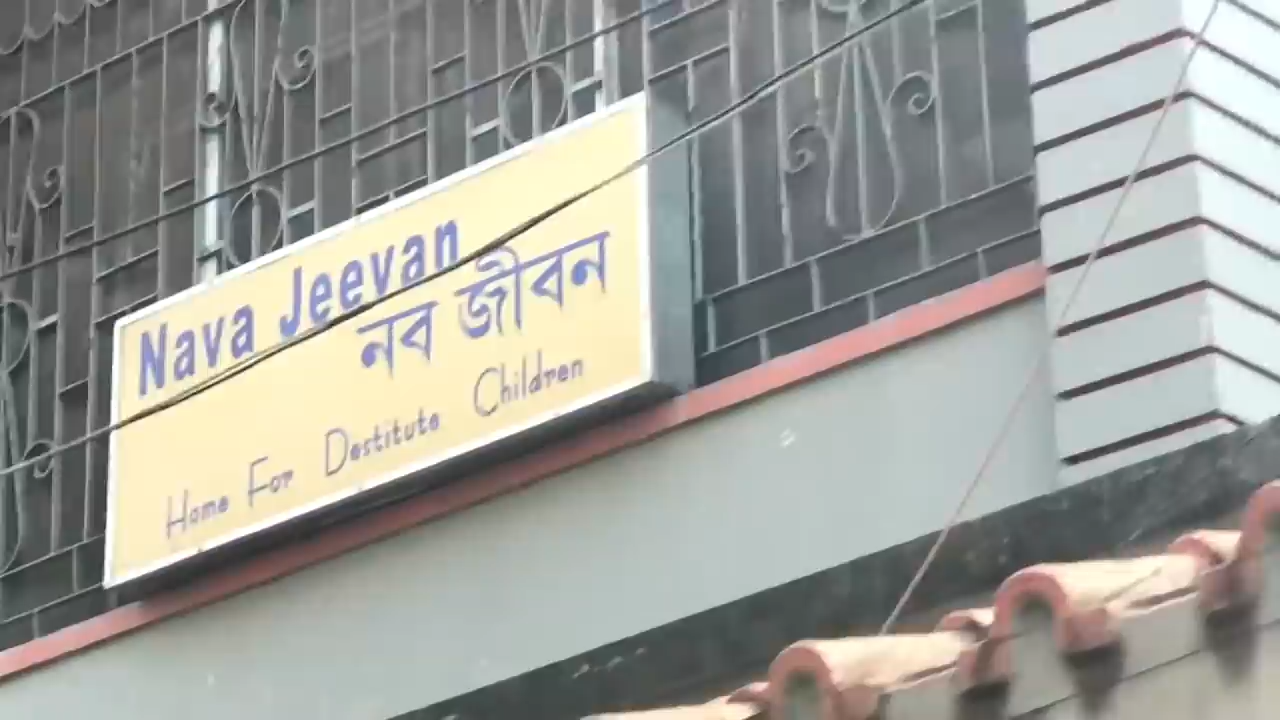 Nava Jeevan
নব জীবন
Home For Destitute Children